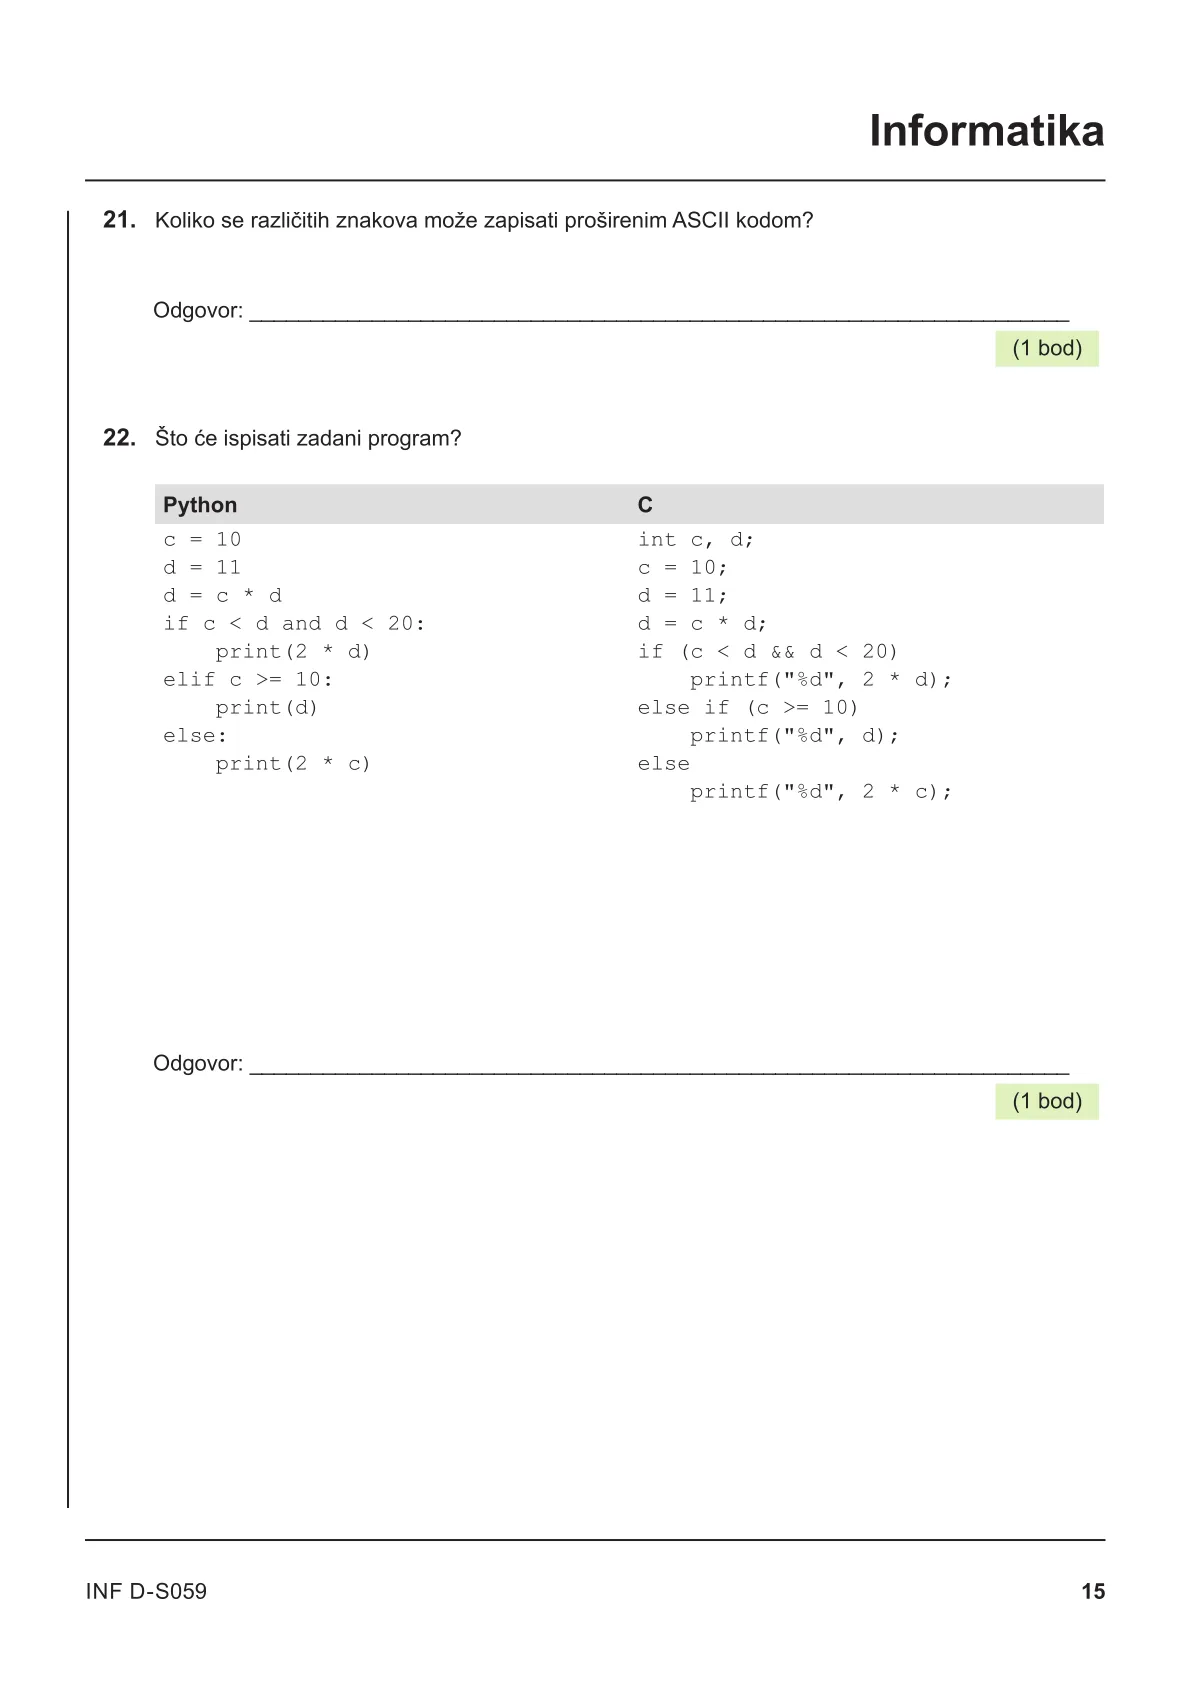 Informatika
21. Koliko se različitih znakova može zapisati proširenim ASCII kodom?
Odgovor: ___________________________________________________________________
(1 bod)
22. Što će ispisati zadani program?
Python
c = 10
d = 11
d = c * d
if c < d and d < 20:
    print(2 * d)
elif c >= 10:
    print(d)
else:
    print(2 * c)
C
int c, d;
c = 10;
d = 11;
d = c * d;
if (c < d && d < 20)
    printf("%d", 2 * d);
else if (c >= 10)
    printf("%d", d);
else
    printf("%d", 2 * c);
Odgovor: ___________________________________________________________________
(1 bod)
INF D-S059
15